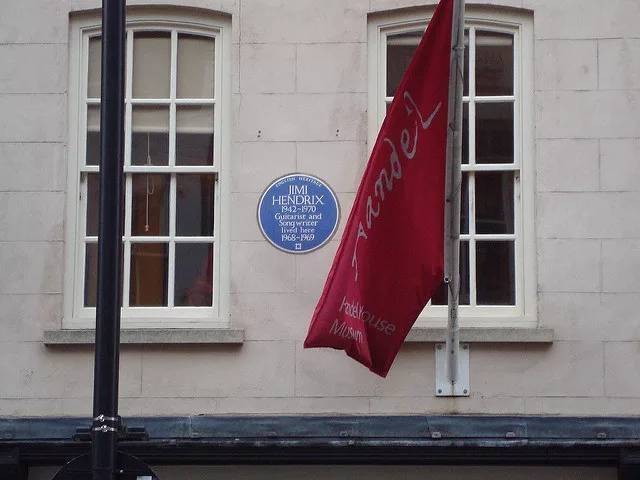 ENGLISH HERITAGE
JIMI
HENDRIX
1942-1970
Guitarist and
Songwriter
lived here
1968-1969
Handel
House
Museum